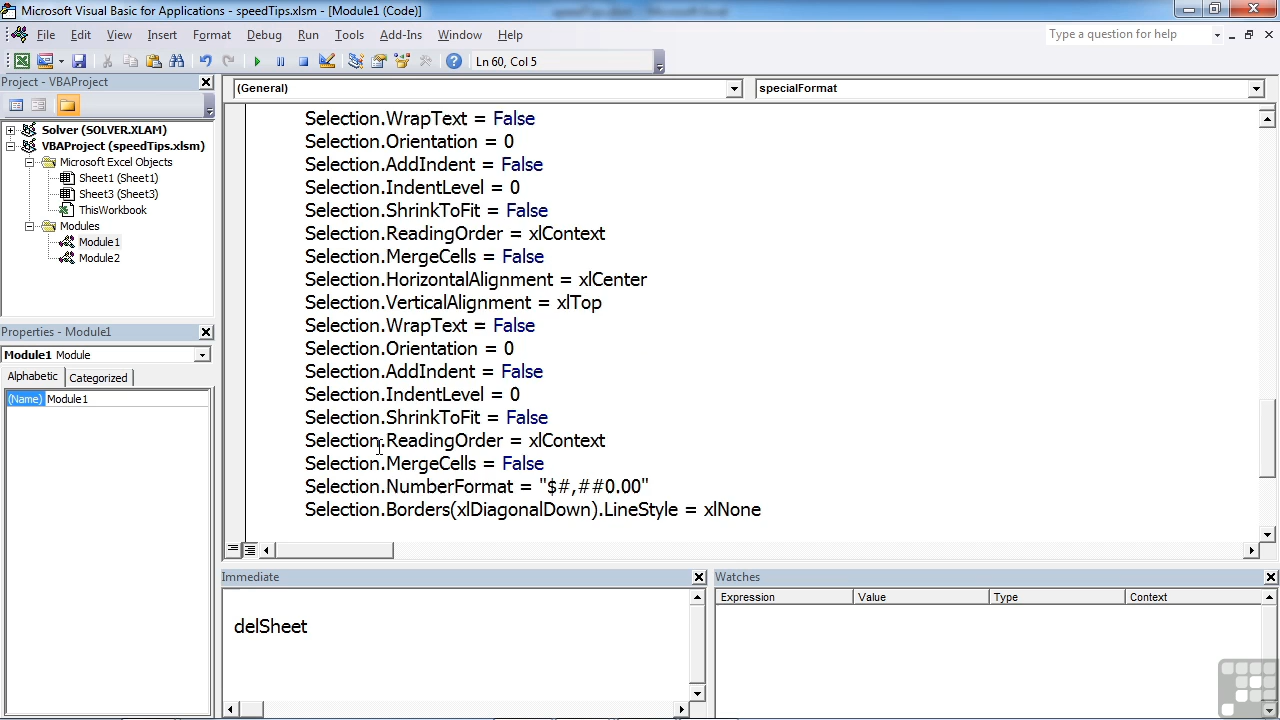 Microsoft Visual Basic for Applications - speedTips.xlsm - [Module1 (Code)]
File Edit View Insert Format Debug Run Tools Add-Ins Window Help
Type a question for help
Ln 60, Col 5
Project - VBAProject
(General)
specialFormat
Solver (SOLVER.XLAM)
VBAProject (speedTips.xlsm)
Microsoft Excel Objects
Sheet1 (Sheet1)
Sheet3 (Sheet3)
ThisWorkbook
Modules
Module1
Module2
Properties - Module1
Module1 Module
Alphabetic Categorized
(Name) Module1
Selection.WrapText = False
Selection.Orientation = 0
Selection.AddIndent = False
Selection.IndentLevel = 0
Selection.ShrinkToFit = False
Selection.ReadingOrder = xlContext
Selection.MergeCells = False
Selection.HorizontalAlignment = xlCenter
Selection.VerticalAlignment = xlTop
Selection.WrapText = False
Selection.Orientation = 0
Selection.AddIndent = False
Selection.IndentLevel = 0
Selection.ShrinkToFit = False
Selection.ReadingOrder = xlContext
Selection.MergeCells = False
Selection.NumberFormat = "$#,##0.00"
Selection.Borders(xlDiagonalDown).LineStyle = xlNone
Immediate
delSheet
Watches
Expression Value Type Context